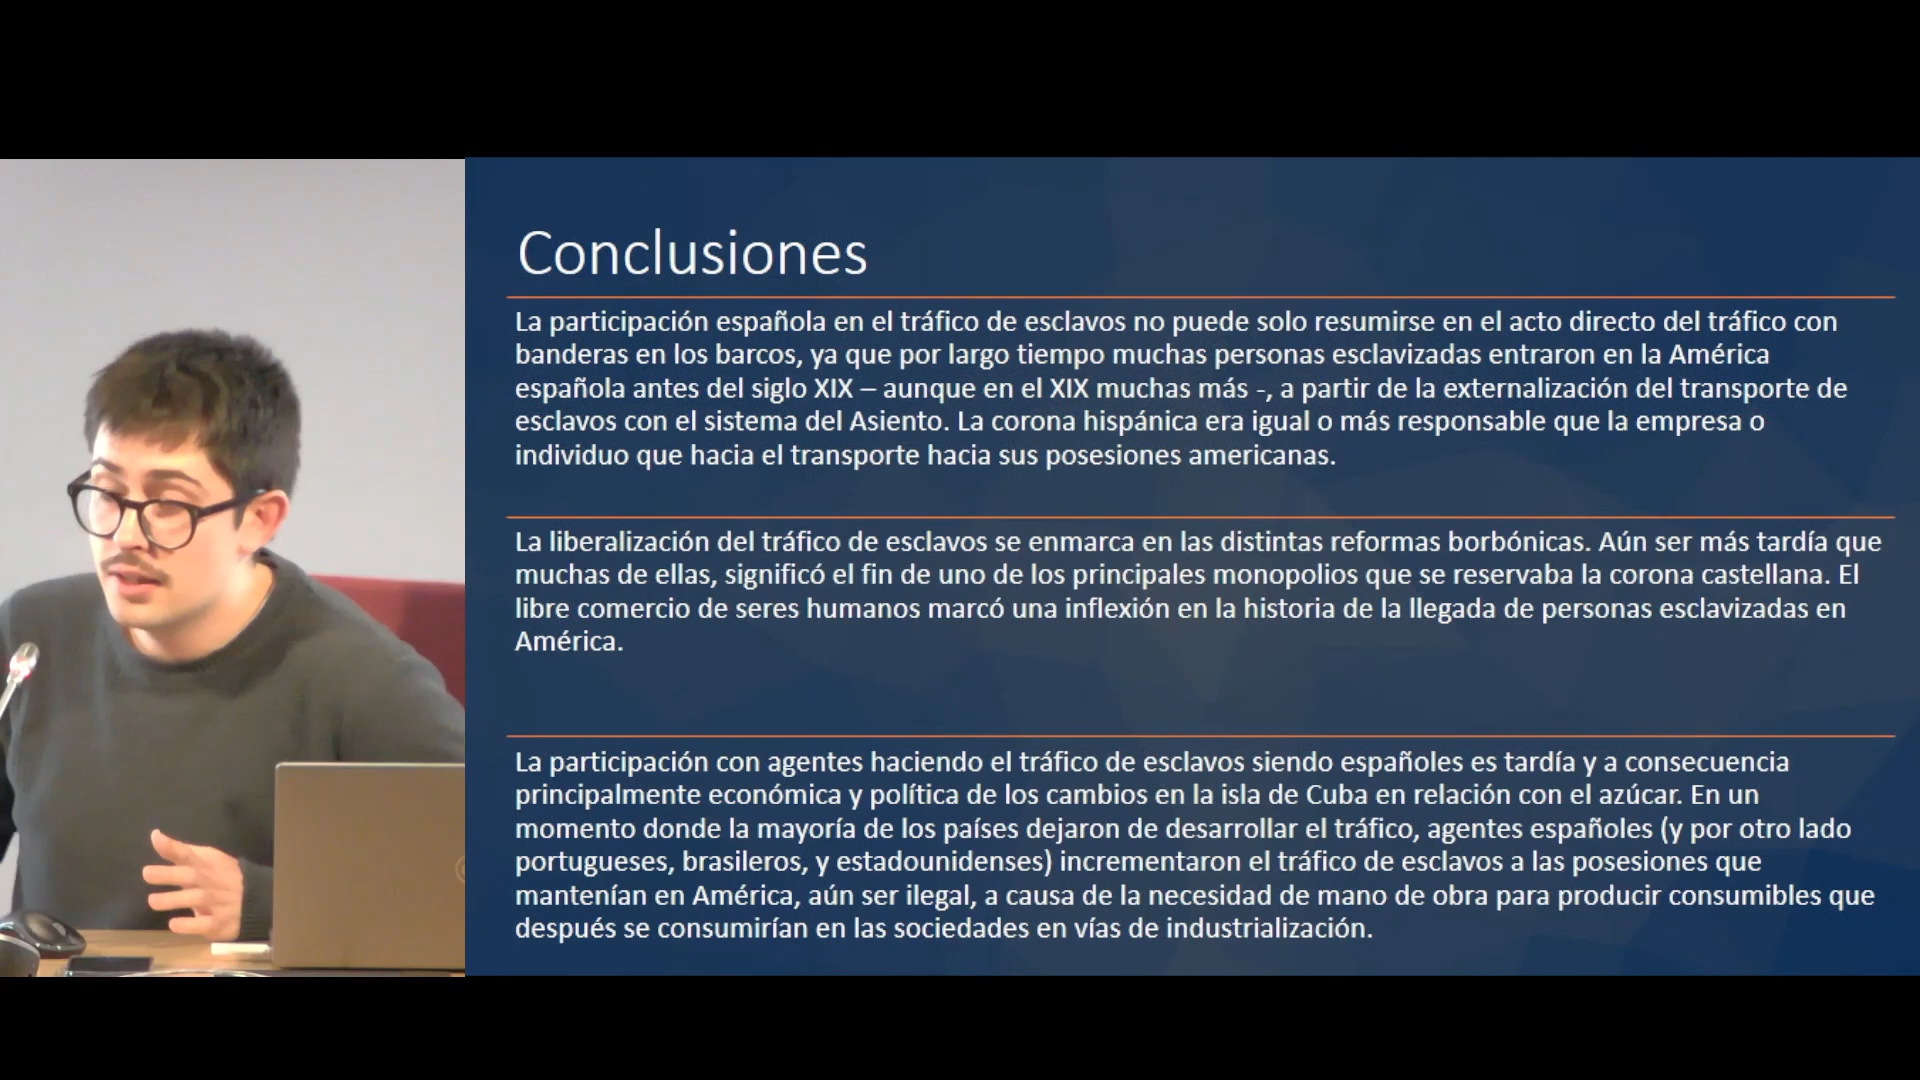 Conclusiones
La participación española en el tráfico de esclavos no puede solo resumirse en el acto directo del tráfico con
banderas en los barcos, ya que por largo tiempo muchas personas esclavizadas entraron en la América
española antes del siglo XIX – aunque en el XIX muchas más -, a partir de la externalización del transporte de
esclavos con el sistema del Asiento. La corona hispánica era igual o más responsable que la empresa o
individuo que hacia el transporte hacia sus posesiones americanas.
La liberalización del tráfico de esclavos se enmarca en las distintas reformas borbónicas. Aún ser más tardía que
muchas de ellas, significó el fin de uno de los principales monopolios que se reservaba la corona castellana. El
libre comercio de seres humanos marcó una inflexión en la historia de la llegada de personas esclavizadas en
América.
La participación con agentes haciendo el tráfico de esclavos siendo españoles es tardía y a consecuencia
principalmente económica y política de los cambios en la isla de Cuba en relación con el azúcar. En un
momento donde la mayoría de los países dejaron de desarrollar el tráfico, agentes españoles (y por otro lado
portugueses, brasileros, y estadounidenses) incrementaron el tráfico de esclavos a las posesiones que
mantenían en América, aún ser ilegal, a causa de la necesidad de mano de obra para producir consumibles que
después se consumirían en las sociedades en vías de industrialización.